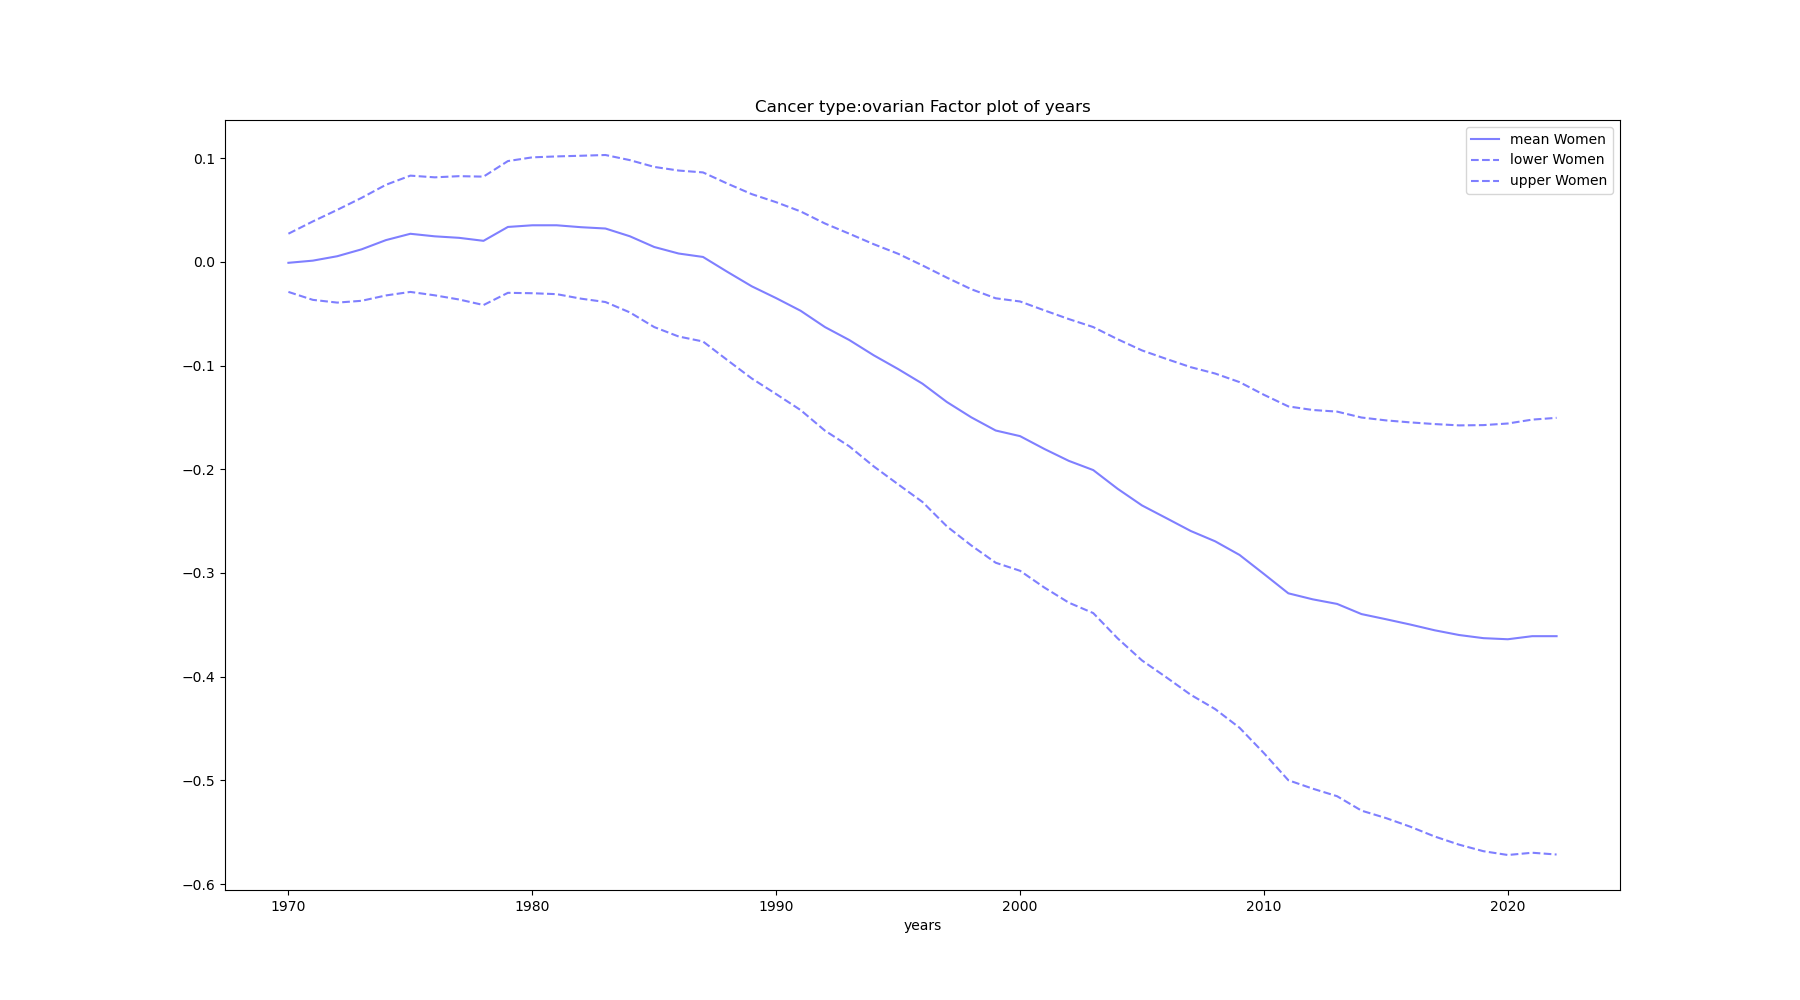 Cancer type:ovarian Factor plot of years
mean Women
lower Women
upper Women
0.1
0.0
−0.1
−0.2
−0.3
−0.4
−0.5
−0.6
1970 1980 1990 2000 2010 2020
years